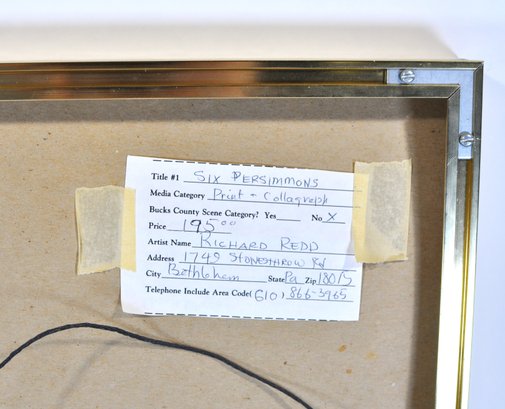 Title #1 Six Persimmons
Media Category Print - Collagraph
Bucks County Scene Category? Yes___ No X
Price 195.00
Artist Name Richard Redd
Address 1749 Stonesthrow Rd
City Bethlehem State Pa Zip 18015
Telephone Include Area Code (610) 866-3965